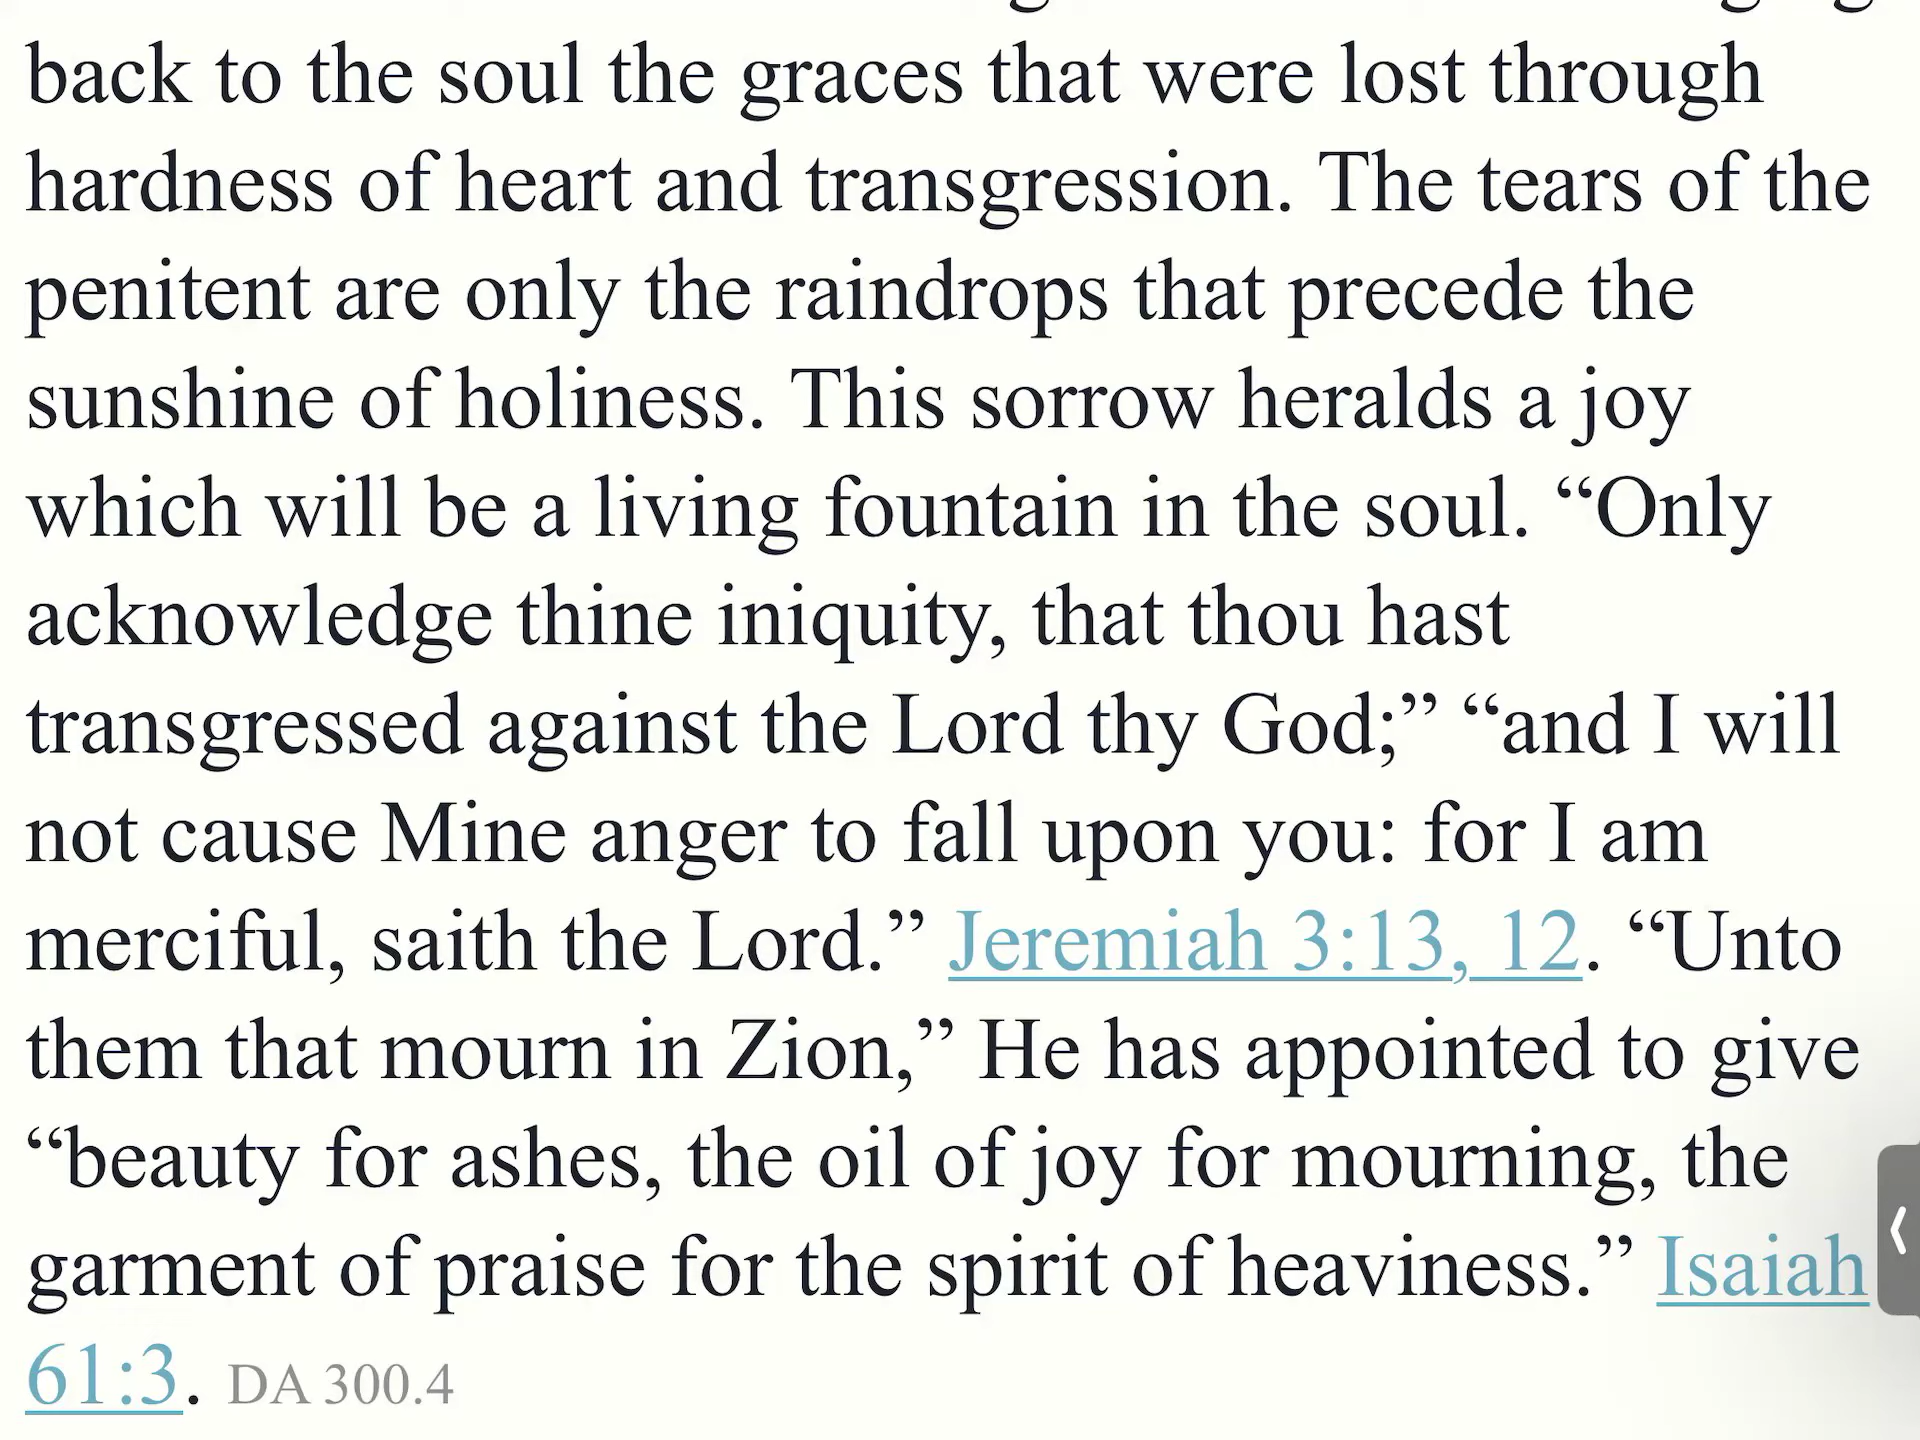 back to the soul the graces that were lost through
hardness of heart and transgression. The tears of the
penitent are only the raindrops that precede the
sunshine of holiness. This sorrow heralds a joy
which will be a living fountain in the soul. “Only
acknowledge thine iniquity, that thou hast
transgressed against the Lord thy God;” “and I will
not cause Mine anger to fall upon you: for I am
merciful, saith the Lord.” Jeremiah 3:13, 12. “Unto
them that mourn in Zion,” He has appointed to give
“beauty for ashes, the oil of joy for mourning, the
garment of praise for the spirit of heaviness.” Isaiah
61:3. DA 300.4